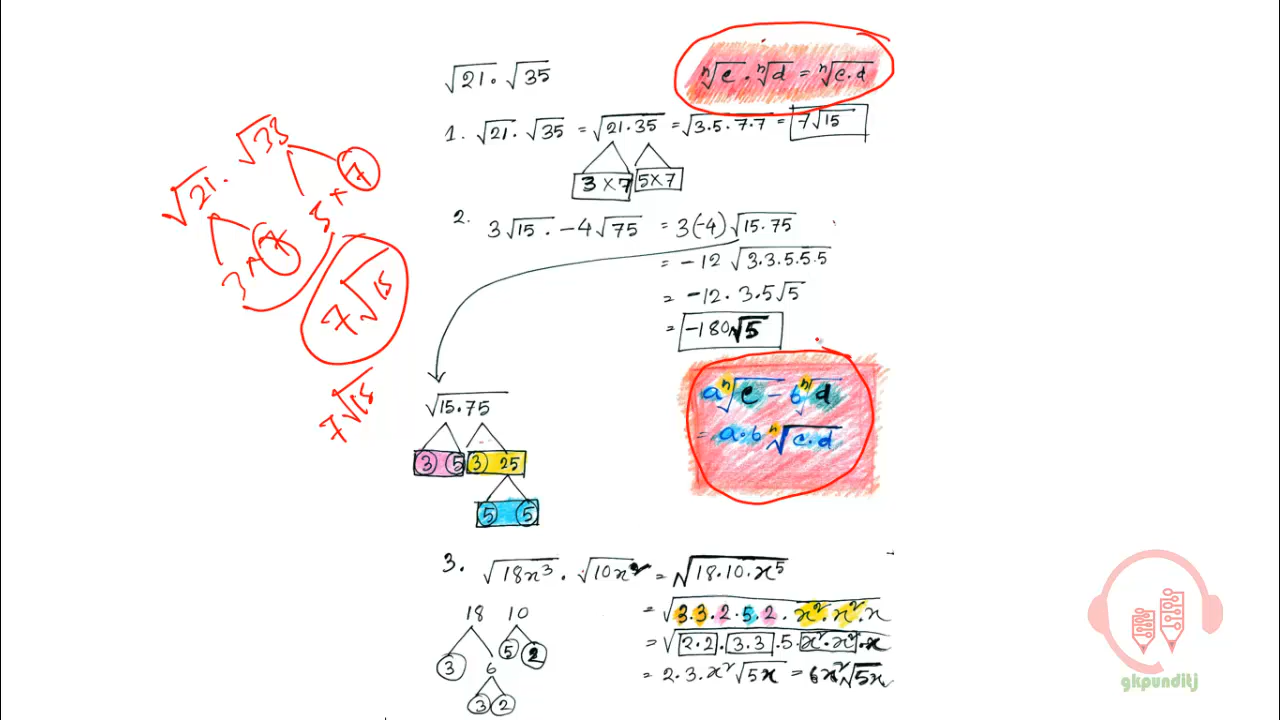 √21 · √35
ⁿ√c · ⁿ√d = ⁿ√c·d
1. √21 · √35 = √21·35 = √3·5·7·7 = 7√15
3 × 7 5 × 7
√21 · √33
3 × 7 5 × 7
7√15
7√15
2. 3√15 · -4√75 = 3(-4)√15·75
= -12 √3·3·5·5·5
= -12 · 3·5√5
= -180√5
√15·75
3 5 3 25
5 5
a ⁿ√c - b ⁿ√d
= a·b ⁿ√c·d
3. √18x³ · √10x² = √18·10·x⁵
18 10
3 6 5 2
3 2
= √3·3·2·5·2·x²·x²·x
= √2·2·3·3·5·x²·x²·x
= 2·3·x²√5x = 6x²√5x
gkpunditj